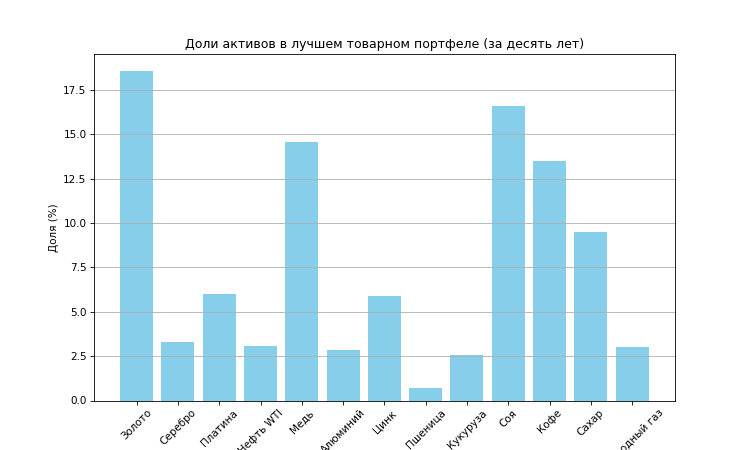 Доли активов в лучшем товарном портфеле (за десять лет)
Доля (%)
17.5
15.0
12.5
10.0
7.5
5.0
2.5
0.0
Золото
Серебро
Платина
Нефть WTI
Медь
Алюминий
Цинк
Пшеница
Кукуруза
Соя
Кофе
Сахар
одный газ